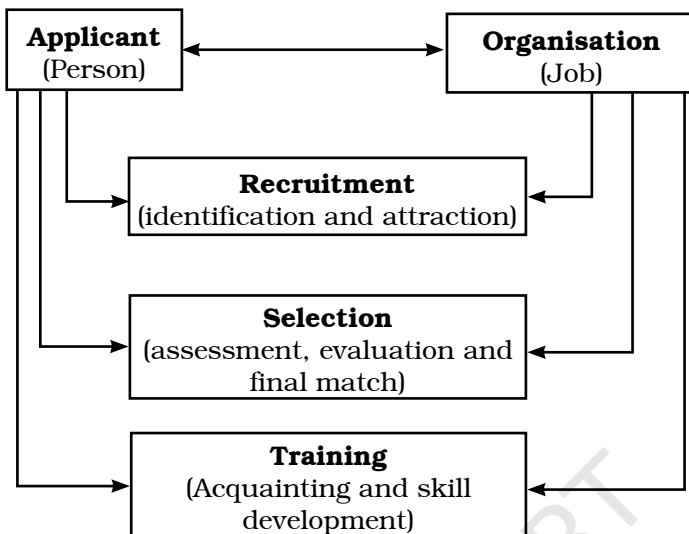 Applicant
(Person)
Organisation
(Job)
Recruitment
(identification and attraction)
Selection
(assessment, evaluation and
final match)
Training
(Acquainting and skill
development)